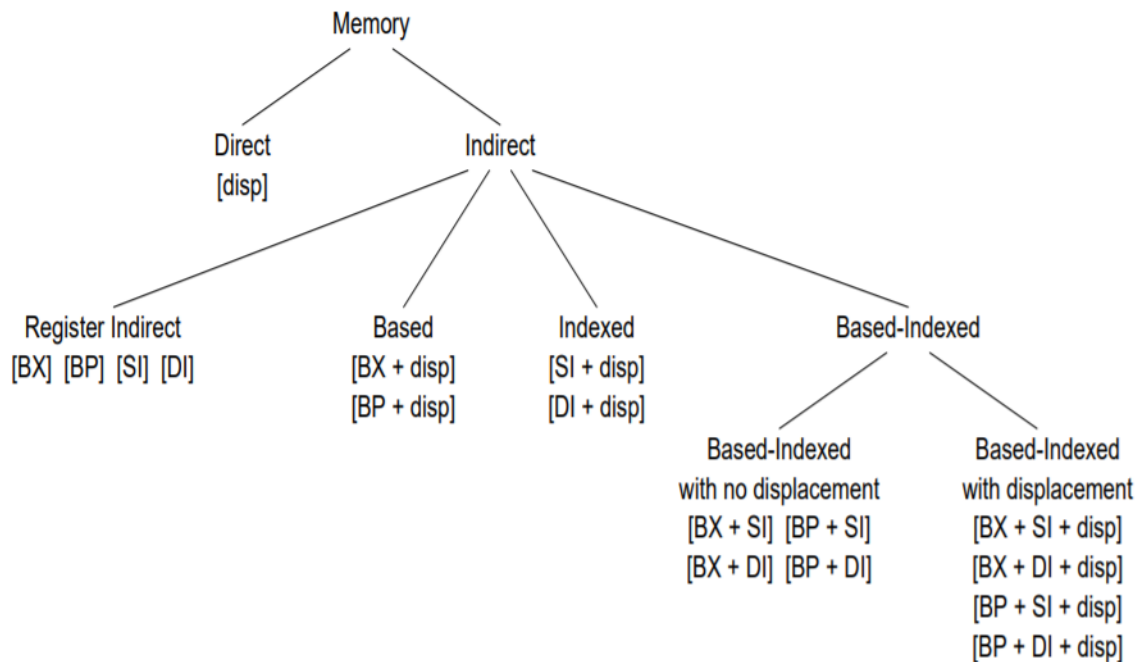 Memory
Direct
[disp]
Indirect
Register Indirect
[BX] [BP] [SI] [DI]
Based
[BX + disp]
[BP + disp]
Indexed
[SI + disp]
[DI + disp]
Based-Indexed
Based-Indexed
with no displacement
[BX + SI] [BP + SI]
[BX + DI] [BP + DI]
Based-Indexed
with displacement
[BX + SI + disp]
[BX + DI + disp]
[BP + SI + disp]
[BP + DI + disp]